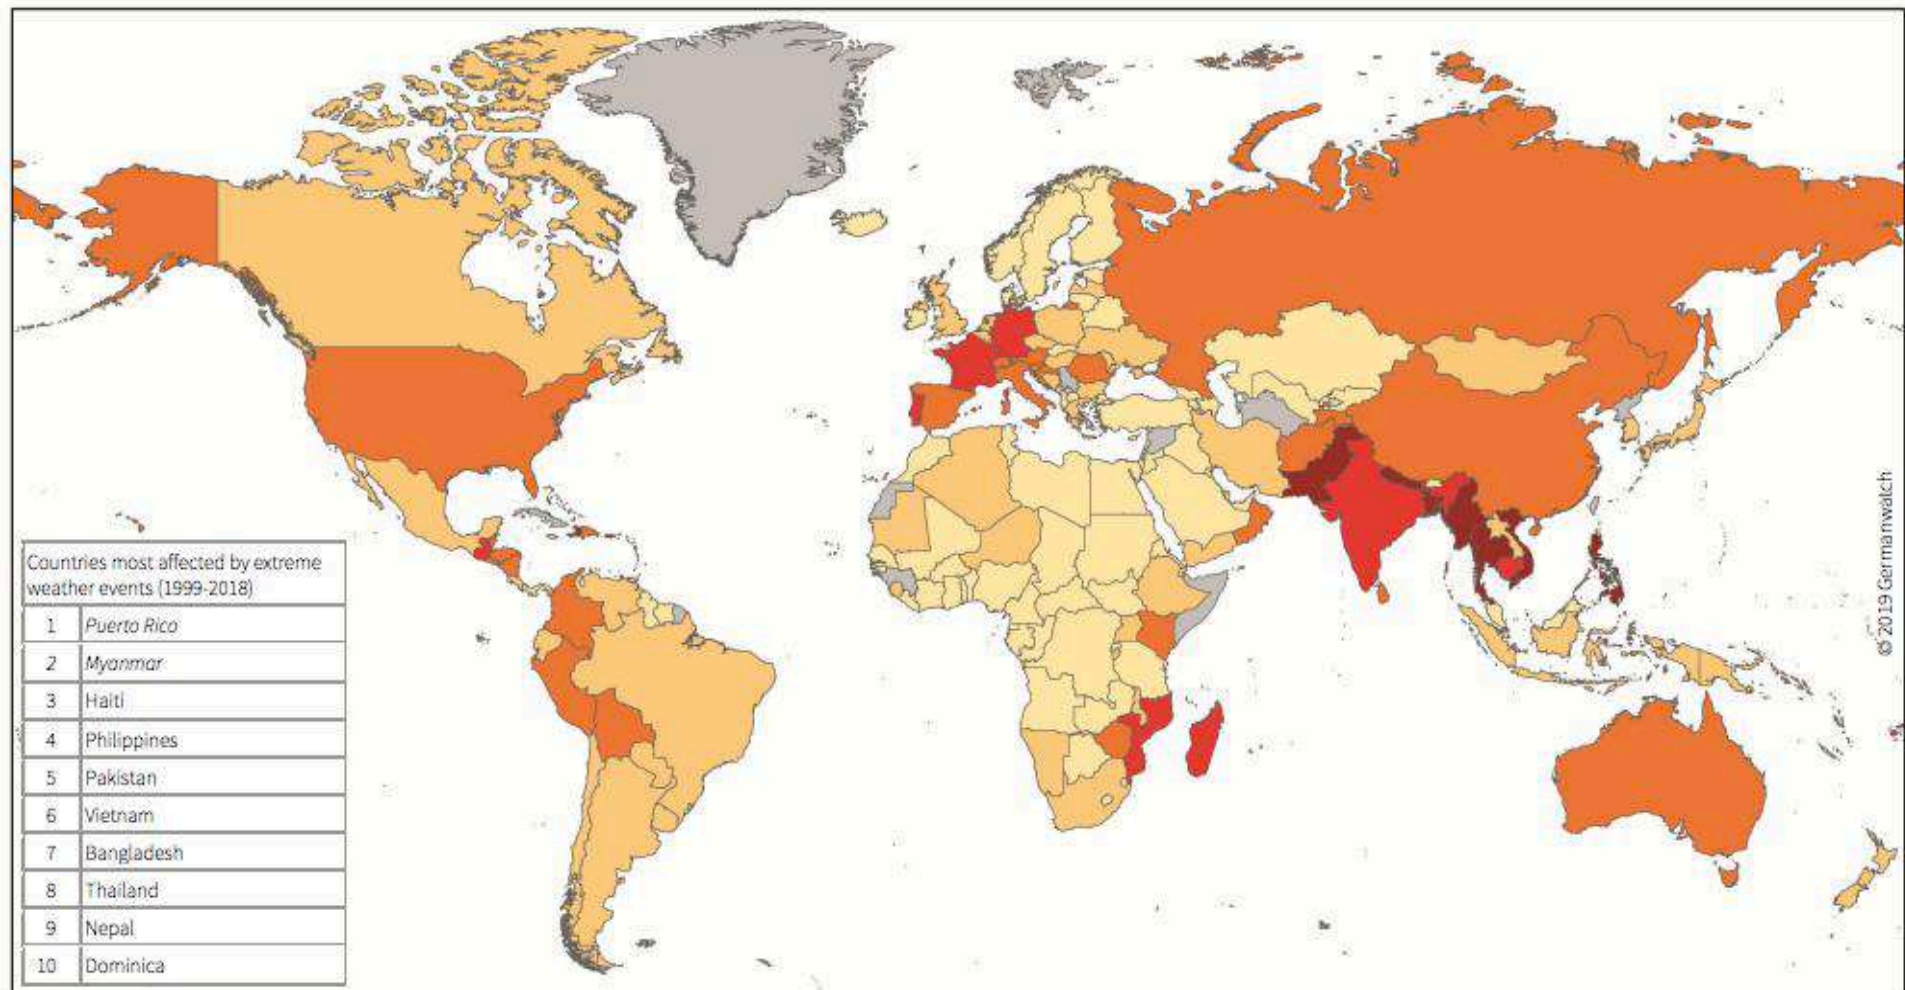 Countries most affected by extreme
weather events (1999-2018)
1 Puerto Rico
2 Myanmar
3 Haiti
4 Philippines
5 Pakistan
6 Vietnam
7 Bangladesh
8 Thailand
9 Nepal
10 Dominica
© 2019 Germanwatch